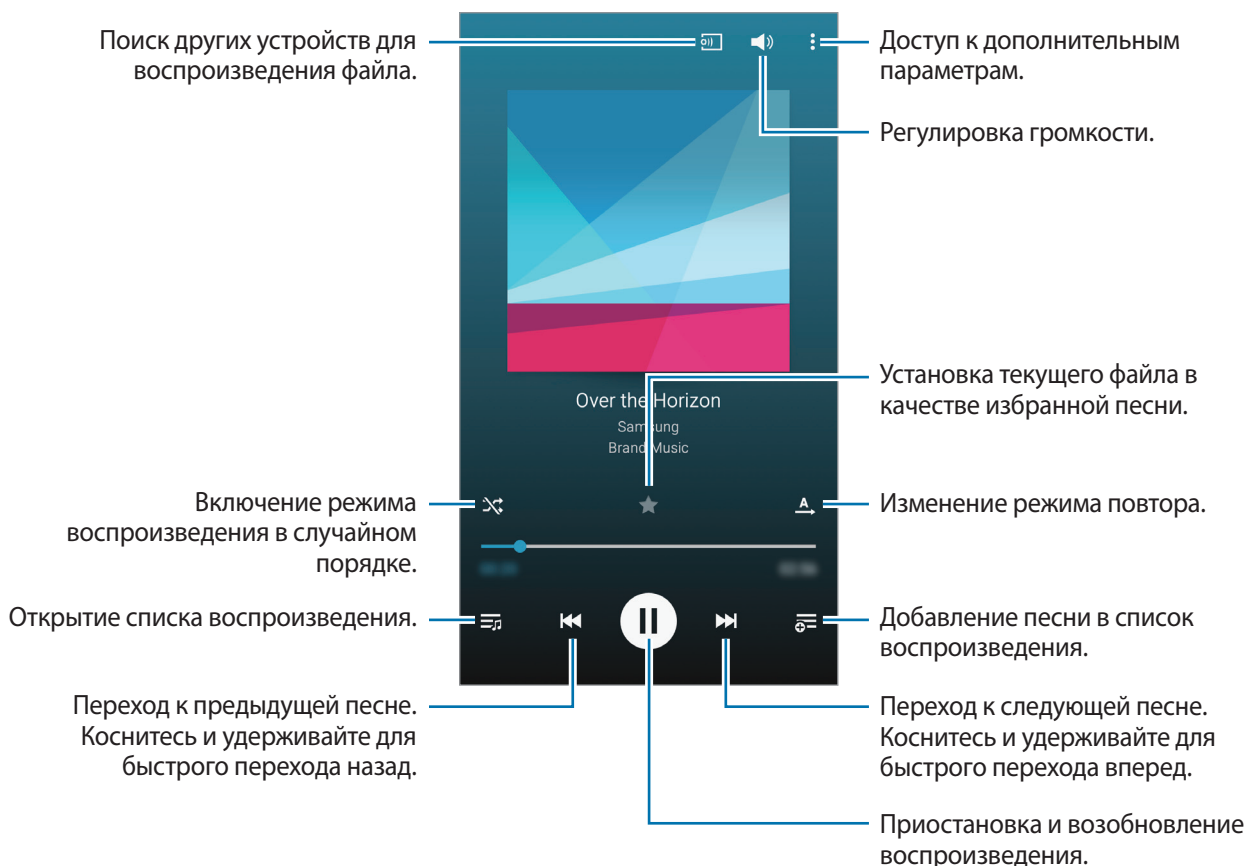 Поиск других устройств для
воспроизведения файла.
Доступ к дополнительным
параметрам.
Регулировка громкости.
Установка текущего файла в
качестве избранной песни.
Over the Horizon
Samsung
Brand Music
Включение режима
воспроизведения в случайном
порядке.
A
Изменение режима повтора.
Открытие списка воспроизведения.
Добавление песни в список
воспроизведения.
Переход к предыдущей песне.
Коснитесь и удерживайте для
быстрого перехода назад.
Переход к следующей песне.
Коснитесь и удерживайте для
быстрого перехода вперед.
Приостановка и возобновление
воспроизведения.